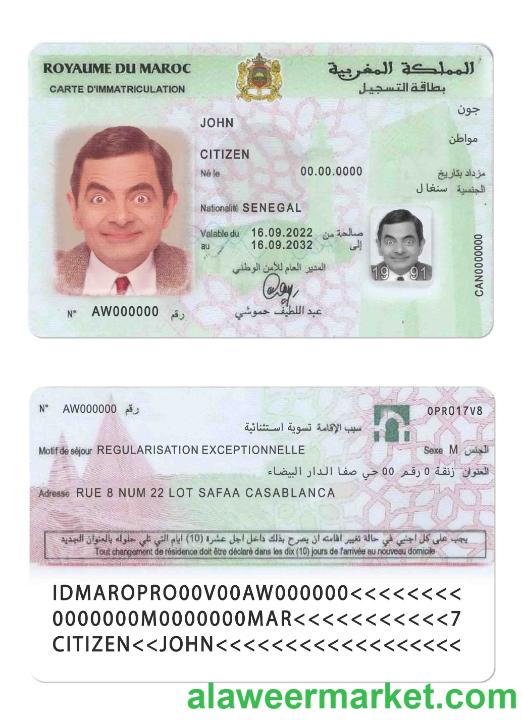 ROYAUME DU MAROC
المملكة المغربية
CARTE D'IMMATRICULATION
بطاقة التسجيل
JOHN
جون
CITIZEN
مواطن
Né le
00.00.0000
مزداد بتاريخ
Nationalité SENEGAL
الجنسية سنغال
Valable du 16.09.2022 صالحة من
au 16.09.2032 إلى
المدير العام للأمن الوطني
عبد اللطيف حموشي
19 91
CAN0000000
N° AW000000 رقم
N° AW000000 رقم
0PR017V8
سبب الإقامة تسوية استثنائية
Motif de séjour REGULARISATION EXCEPTIONNELLE
Sexe M الجنس
العنوان زنقة 0 رقم 00 حي صفا الدار البيضاء
Adresse RUE 8 NUM 22 LOT SAFAA CASABLANCA
يجب على كل اجنبي في حالة تغيير اقامته ان يصرح بذلك داخل اجل عشرة (10) ايام التي تلي حلوله بالعنوان الجديد
Tout changement de résidence doit être déclaré dans les dix (10) jours de l'arrivée au nouveau domicile
IDMAROPRO00V00AW000000<<<<<<<<
0000000M0000000MAR<<<<<<<<<<<7
CITIZEN<<JOHN<<<<<<<<<<<<<<<<<
alaweermarket.com